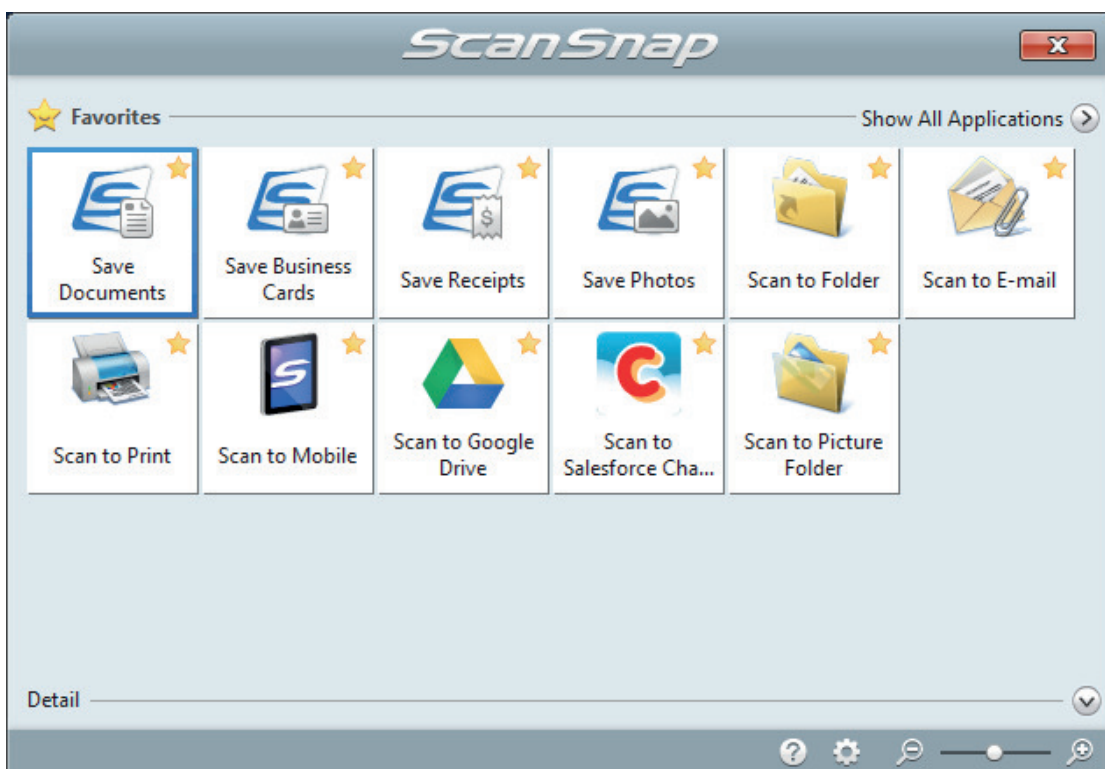 ScanSnap
Favorites
Show All Applications
Save
Documents
Save Business
Cards
Save Receipts
Save Photos
Scan to Folder
Scan to E-mail
Scan to Print
Scan to Mobile
Scan to Google
Drive
Scan to
Salesforce Cha...
Scan to Picture
Folder
Detail